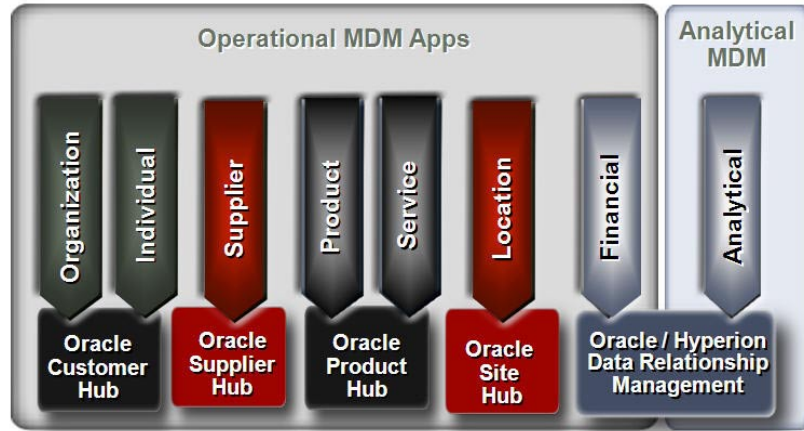 Operational MDM Apps
Analytical
MDM
Organization
Individual
Supplier
Product
Service
Location
Financial
Analytical
Oracle
Customer
Hub
Oracle
Supplier
Hub
Oracle
Product
Hub
Oracle
Site
Hub
Oracle / Hyperion
Data Relationship
Management